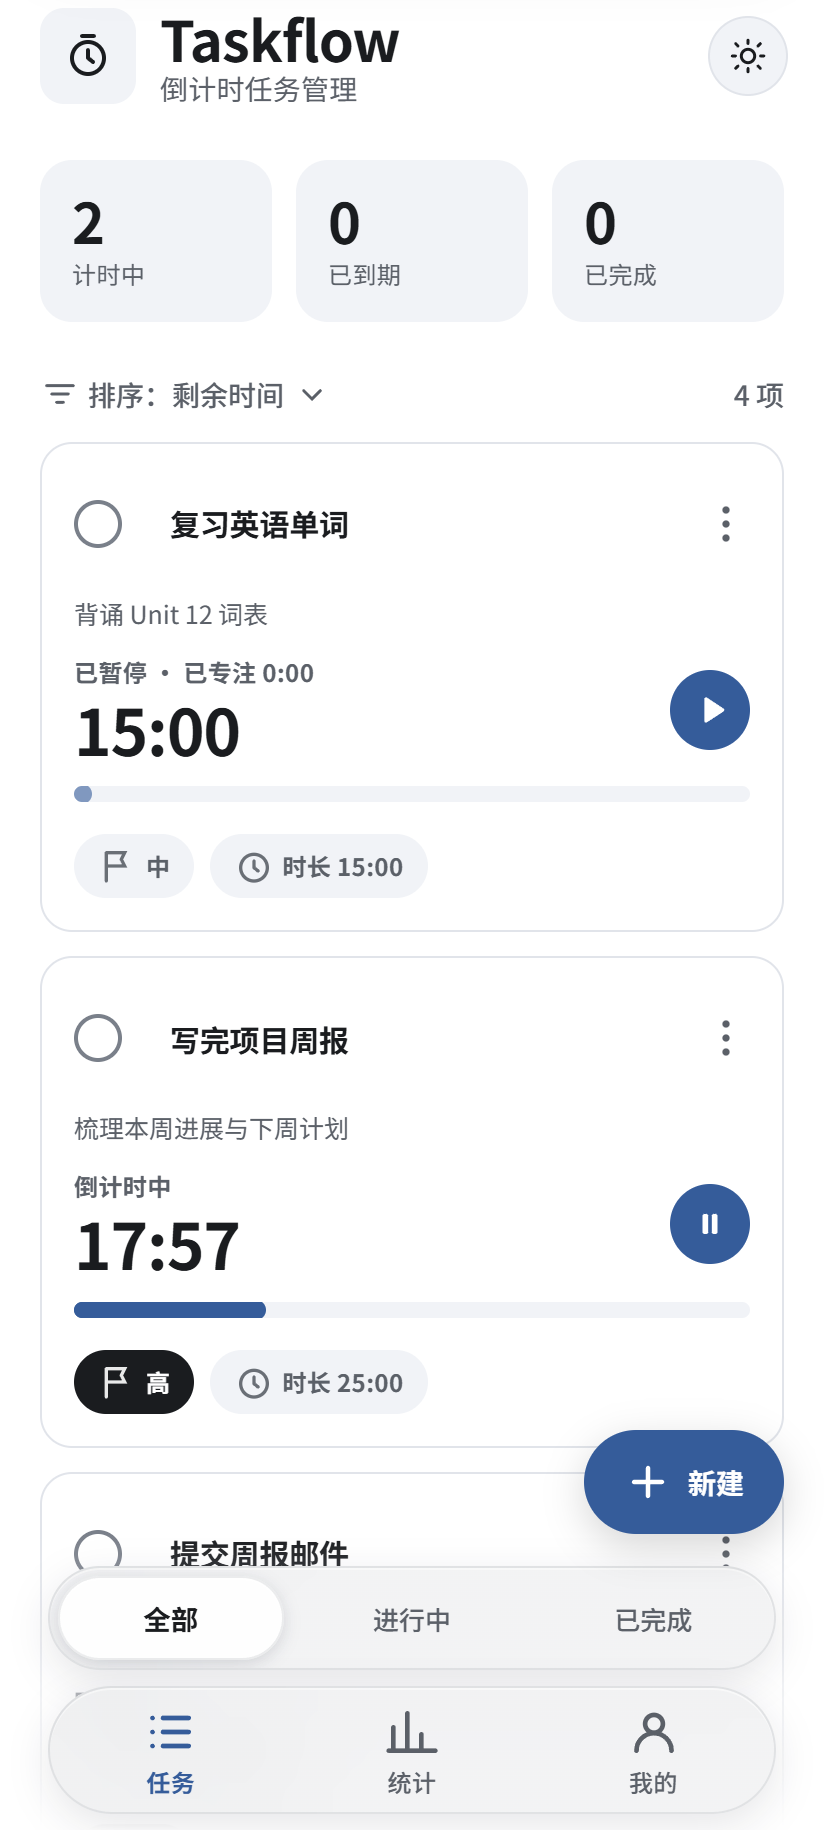 Taskflow
倒计时任务管理
2
计时中
0
已到期
0
已完成
排序：剩余时间
4 项
复习英语单词
背诵 Unit 12 词表
已暂停 · 已专注 0:00
15:00
中
时长 15:00
写完项目周报
梳理本周进展与下周计划
倒计时中
17:57
高
时长 25:00
新建
提交周报邮件
全部
进行中
已完成
任务
统计
我的